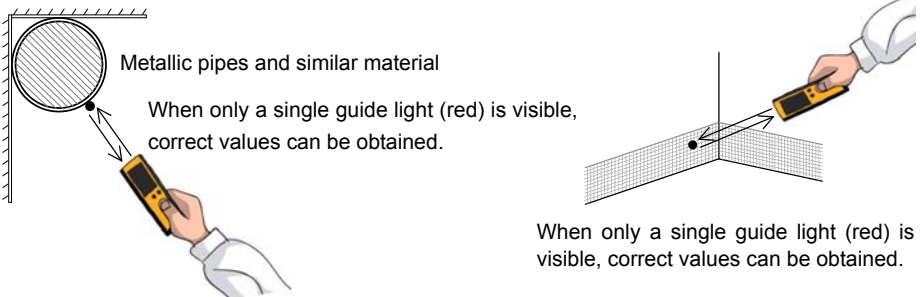 Metallic pipes and similar material
When only a single guide light (red) is visible,
correct values can be obtained.
When only a single guide light (red) is
visible, correct values can be obtained.